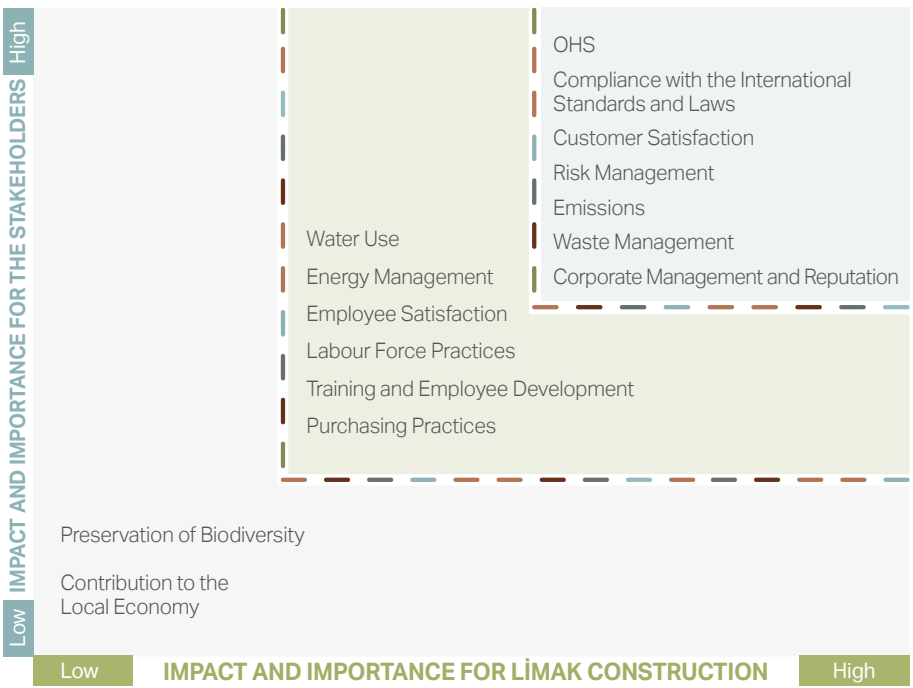 High
IMPACT AND IMPORTANCE FOR THE STAKEHOLDERS
Low
OHS
Compliance with the International
Standards and Laws
Customer Satisfaction
Risk Management
Emissions
Waste Management
Corporate Management and Reputation
Water Use
Energy Management
Employee Satisfaction
Labour Force Practices
Training and Employee Development
Purchasing Practices
Preservation of Biodiversity
Contribution to the
Local Economy
Low
IMPACT AND IMPORTANCE FOR LİMAK CONSTRUCTION
High